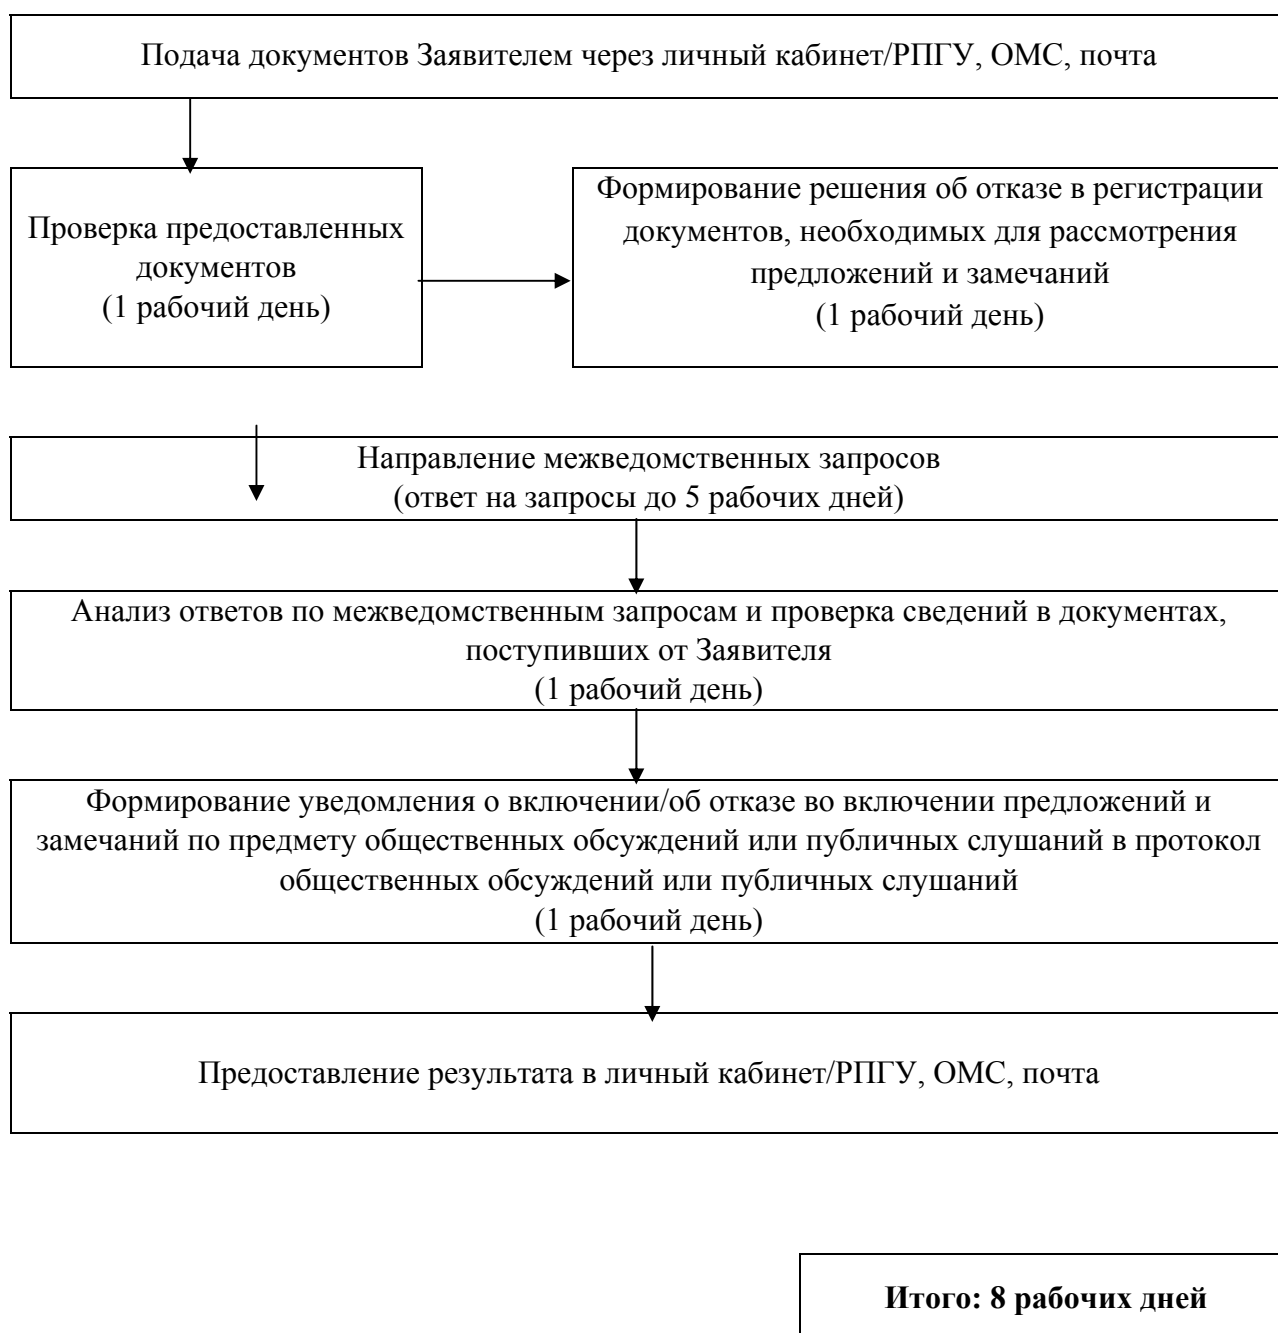 Подача документов Заявителем через личный кабинет/РПГУ, ОМС, почта
Проверка предоставленных
документов
(1 рабочий день)
Формирование решения об отказе в регистрации
документов, необходимых для рассмотрения
предложений и замечаний
(1 рабочий день)
Направление межведомственных запросов
(ответ на запросы до 5 рабочих дней)
Анализ ответов по межведомственным запросам и проверка сведений в документах,
поступивших от Заявителя
(1 рабочий день)
Формирование уведомления о включении/об отказе во включении предложений и
замечаний по предмету общественных обсуждений или публичных слушаний в протокол
общественных обсуждений или публичных слушаний
(1 рабочий день)
Предоставление результата в личный кабинет/РПГУ, ОМС, почта
Итого: 8 рабочих дней